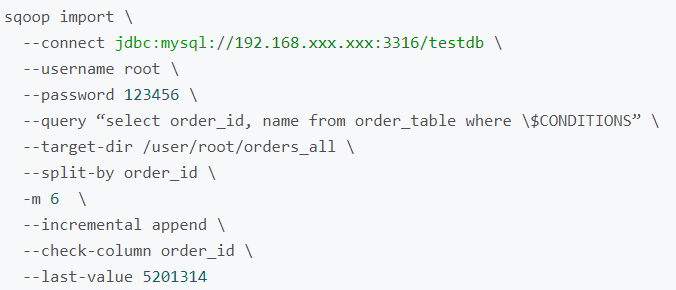 sqoop import \
--connect jdbc:mysql://192.168.xxx.xxx:3316/testdb \
--username root \
--password 123456 \
--query “select order_id, name from order_table where \$CONDITIONS” \
--target-dir /user/root/orders_all \
--split-by order_id \
-m 6  \
--incremental append \
--check-column order_id \
--last-value 5201314